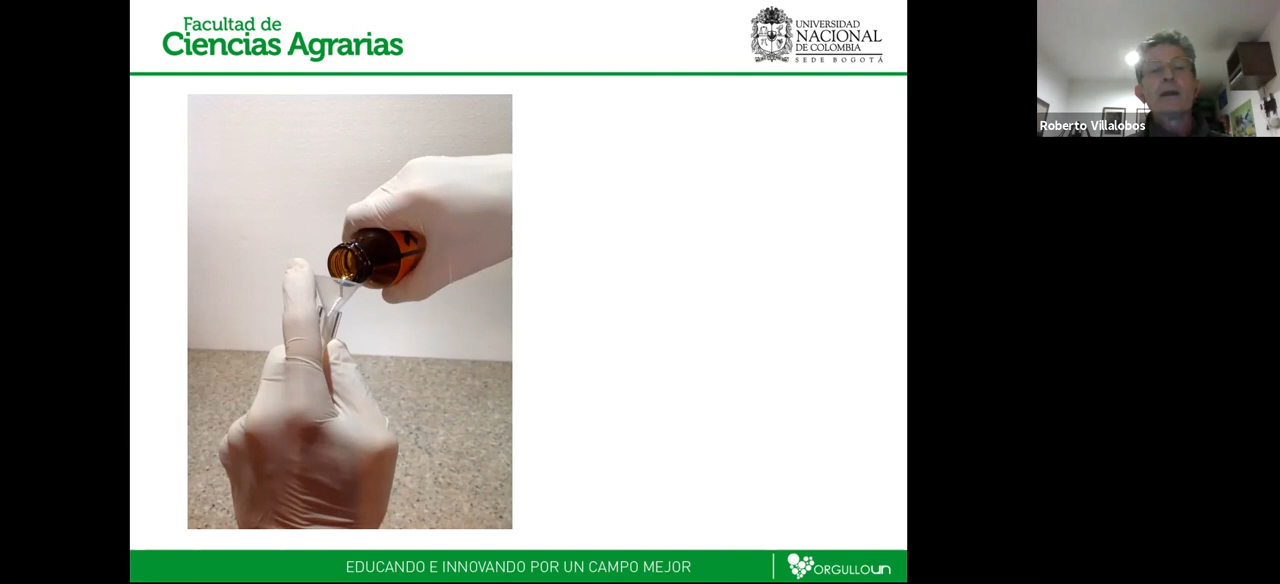 Facultad de
Ciencias Agrarias
UNIVERSIDAD
NACIONAL
DE COLOMBIA
SEDE BOGOTÁ
Roberto Villalobos
EDUCANDO E INNOVANDO POR UN CAMPO MEJOR
ORGULLOUN